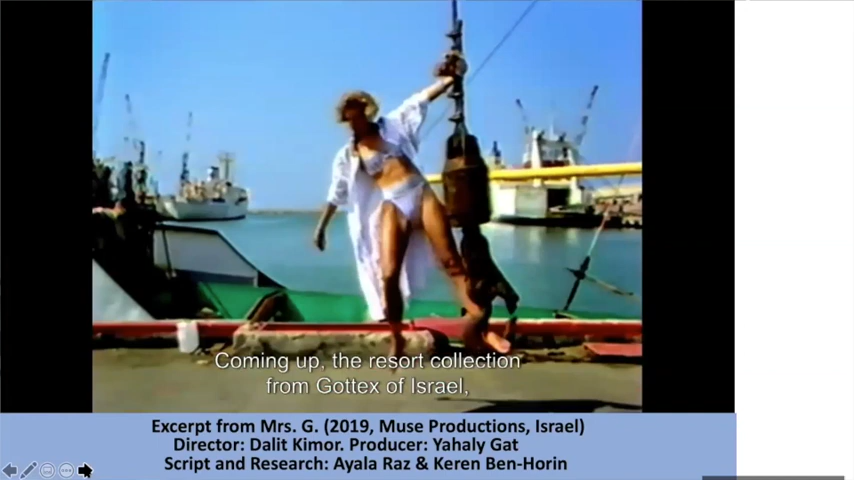 Coming up, the resort collection
from Gottex of Israel,
Excerpt from Mrs. G. (2019, Muse Productions, Israel)
Director: Dalit Kimor. Producer: Yahaly Gat
Script and Research: Ayala Raz & Keren Ben-Horin